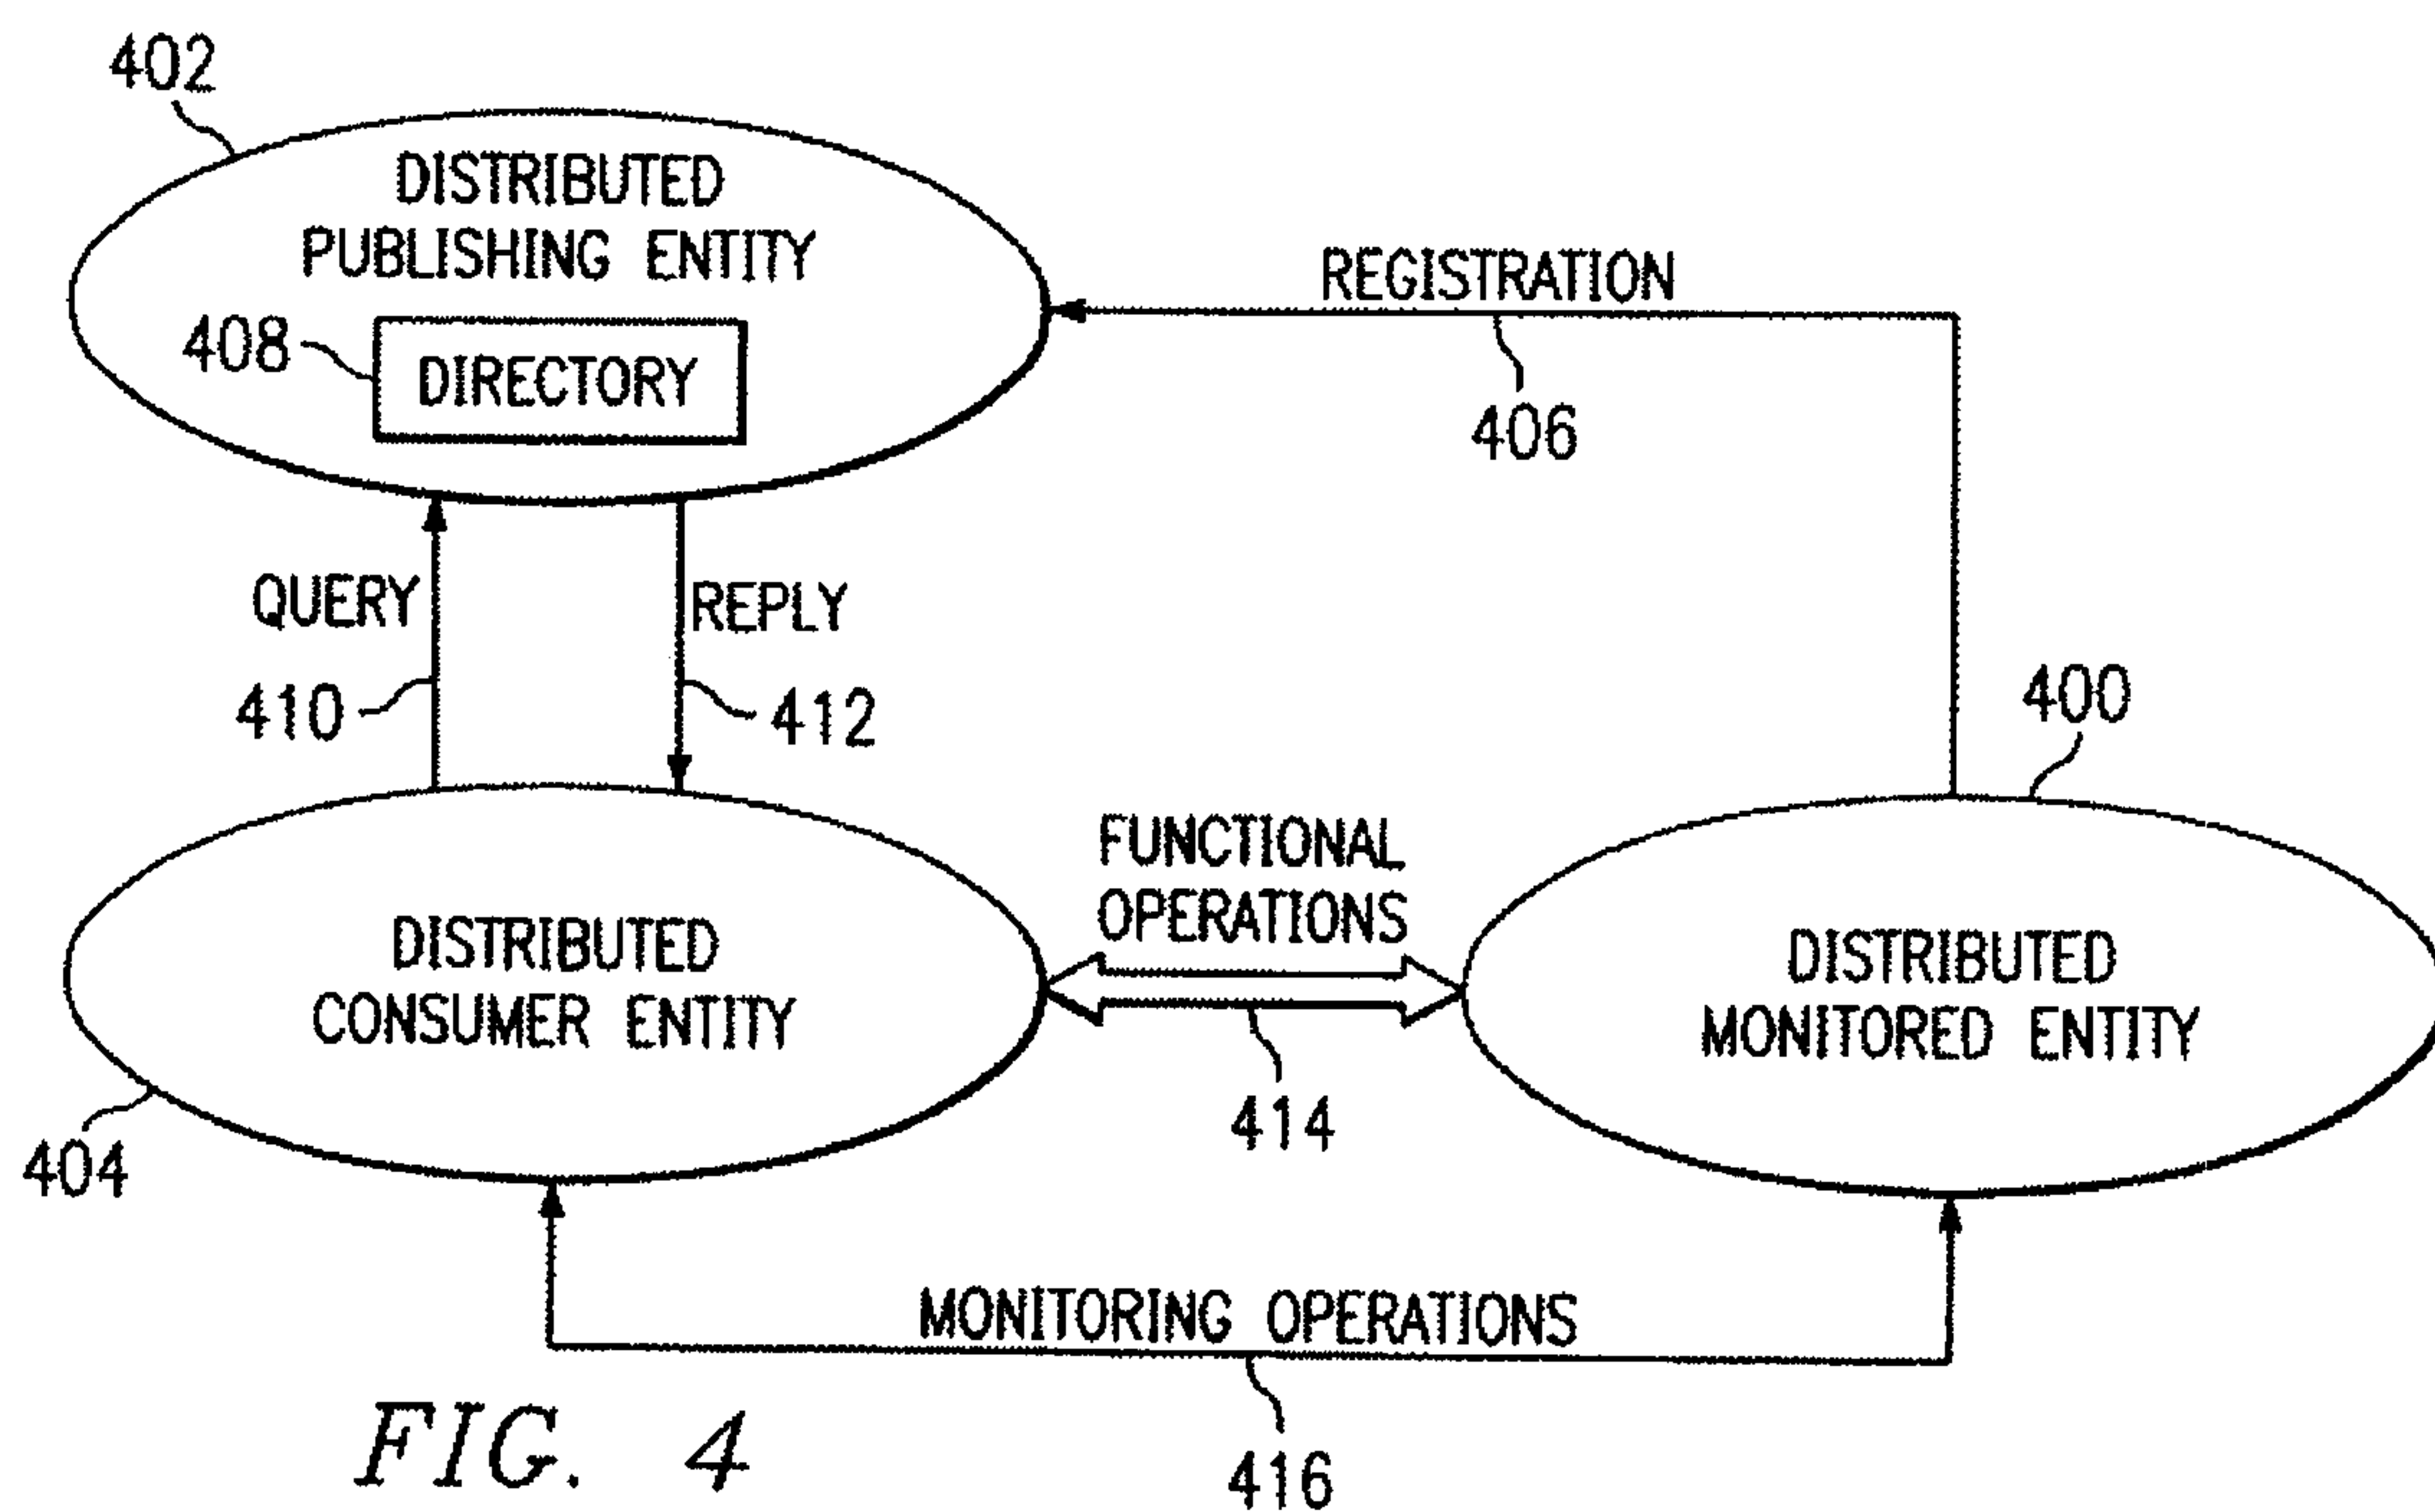 402
DISTRIBUTED
PUBLISHING ENTITY
408
DIRECTORY
REGISTRATION
406
QUERY
REPLY
410
412
400
FUNCTIONAL
OPERATIONS
DISTRIBUTED
CONSUMER ENTITY
DISTRIBUTED
MONITORED ENTITY
414
404
MONITORING OPERATIONS
416
FIG. 4